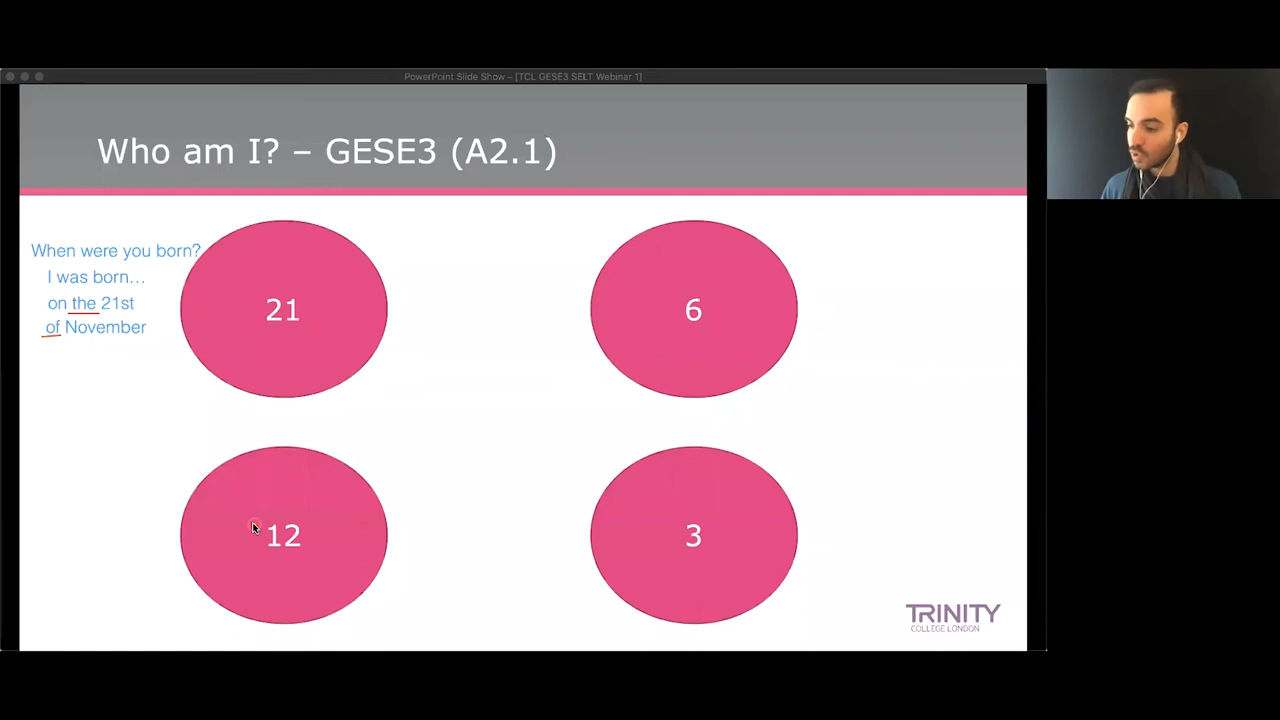 PowerPoint Slide Show – [TCL GESE3 SELT Webinar 1]
Who am I? – GESE3 (A2.1)
When were you born?
I was born…
on the 21st
of November
21
6
12
3
TRINITY
COLLEGE LONDON